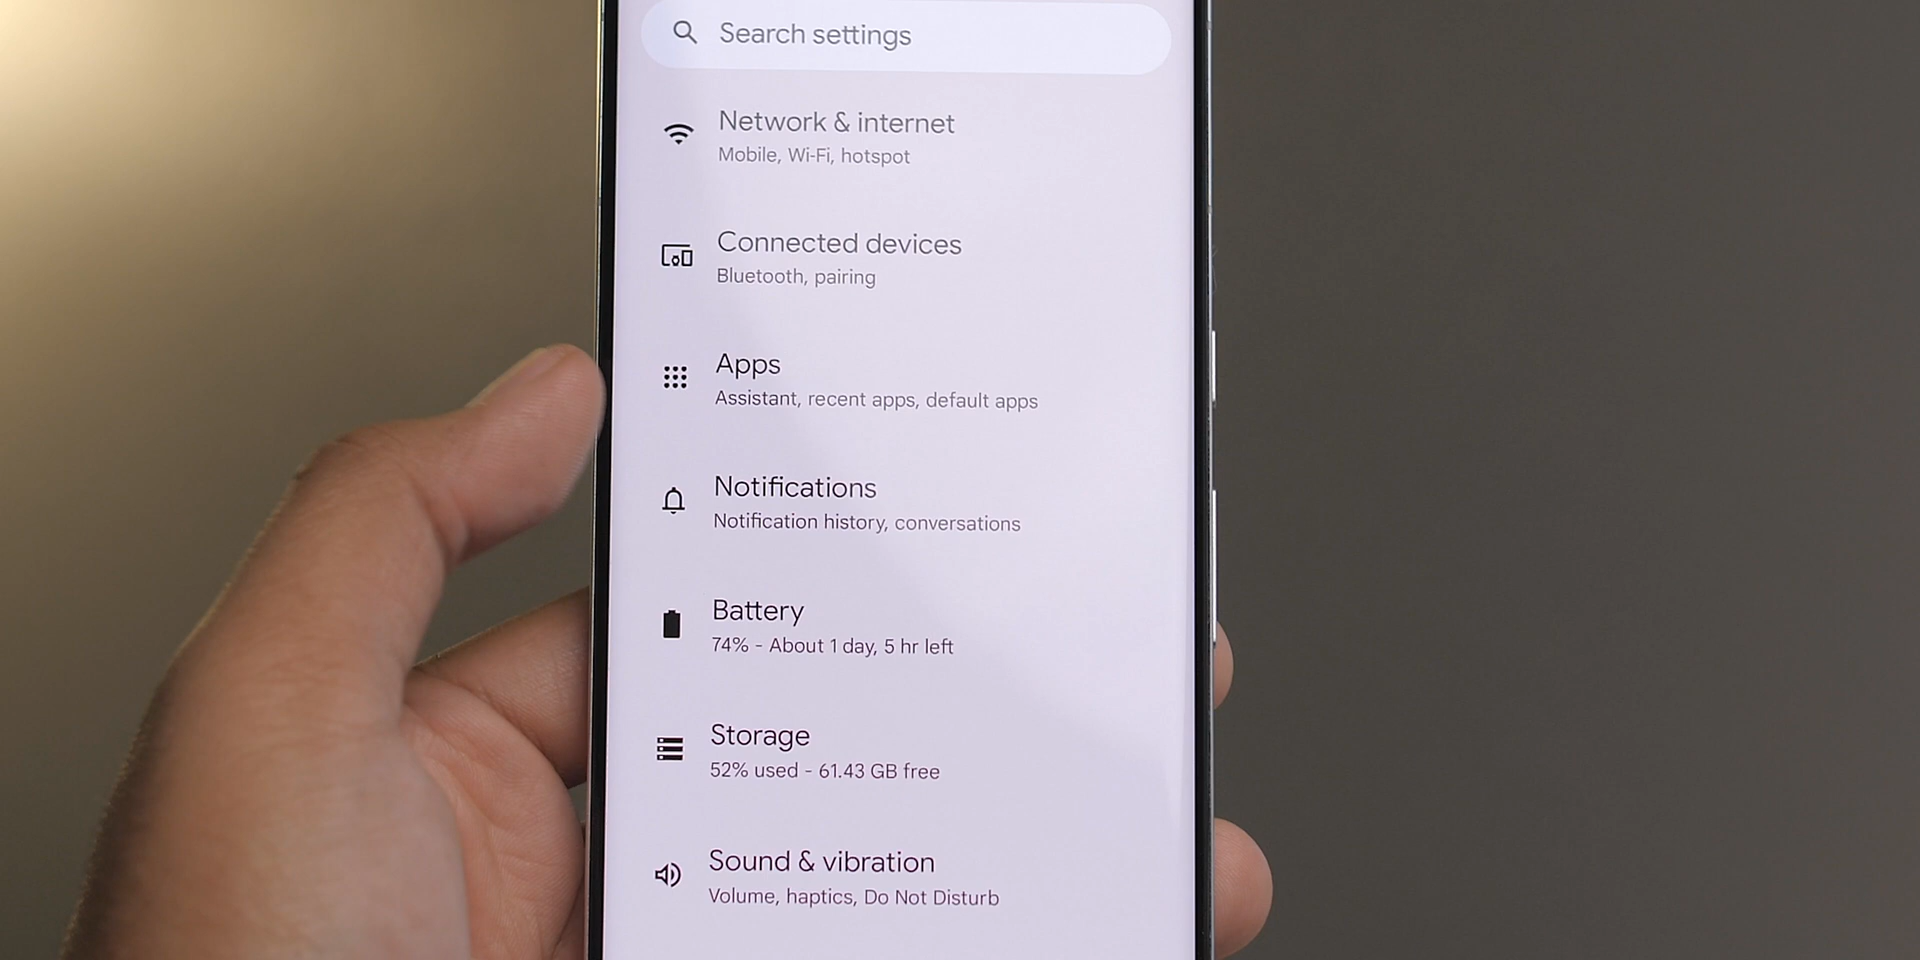 Search settings
Network & internet
Mobile, Wi-Fi, hotspot
Connected devices
Bluetooth, pairing
Apps
Assistant, recent apps, default apps
Notifications
Notification history, conversations
Battery
74% - About 1 day, 5 hr left
Storage
52% used - 61.43 GB free
Sound & vibration
Volume, haptics, Do Not Disturb